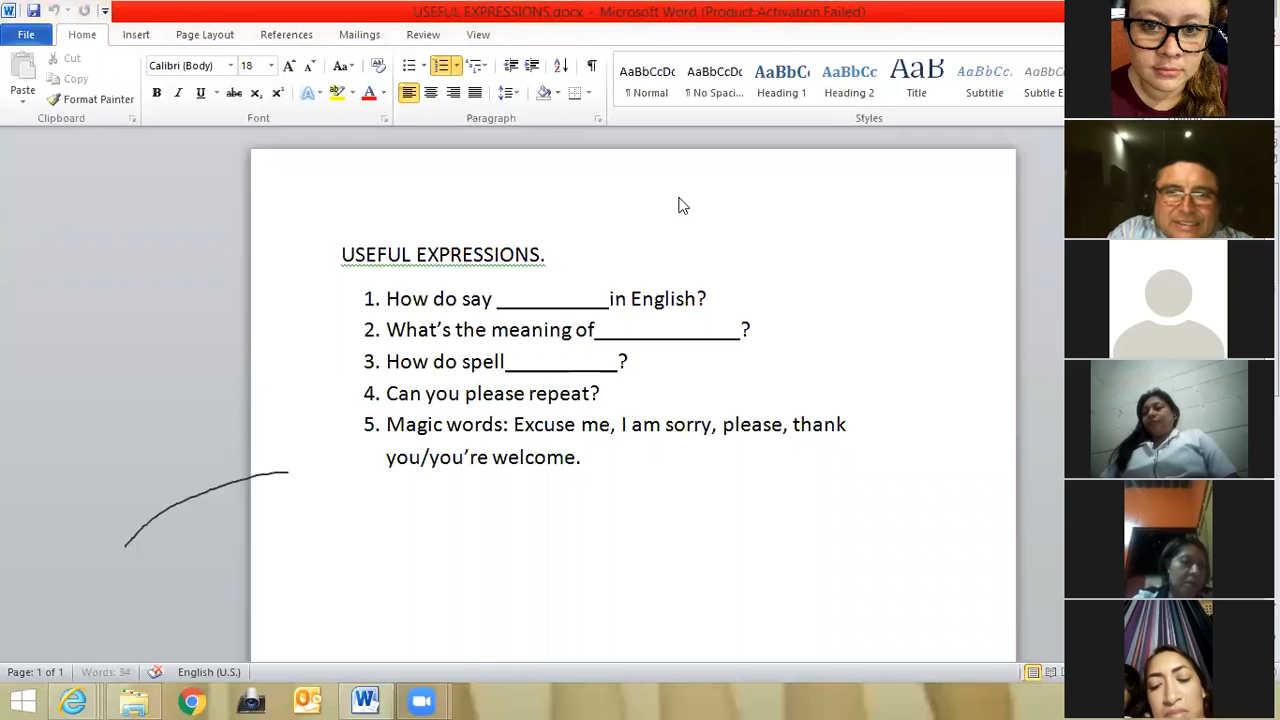 USEFUL EXPRESSIONS.docx - Microsoft Word (Product Activation Failed)
File Home Insert Page Layout References Mailings Review View
Cut
Copy
Format Painter
Paste
Clipboard
Calibri (Body) 18
Font
Paragraph
AaBbCcDc AaBbCcDc AaBbC AaBbCc AaB AaBbCc AaBbCc
¶ Normal ¶ No Spaci... Heading 1 Heading 2 Title Subtitle Subtle E
Styles
USEFUL EXPRESSIONS.
1. How do say ___________in English?
2. What’s the meaning of______________?
3. How do spell___________?
4. Can you please repeat?
5. Magic words: Excuse me, I am sorry, please, thank
you/you’re welcome.
Page: 1 of 1 Words: 34 English (U.S.)